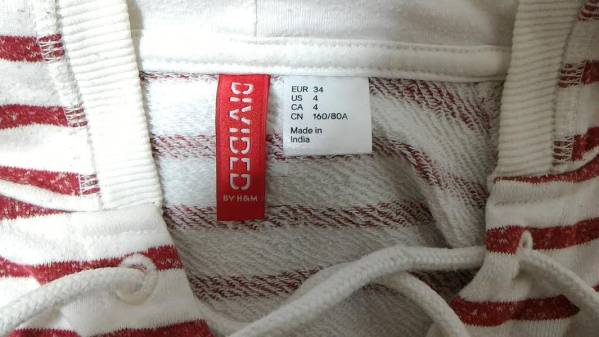 DIVIDED
BY H&M
EUR 34
US 4
CA 4
CN 160/80A
Made in
India